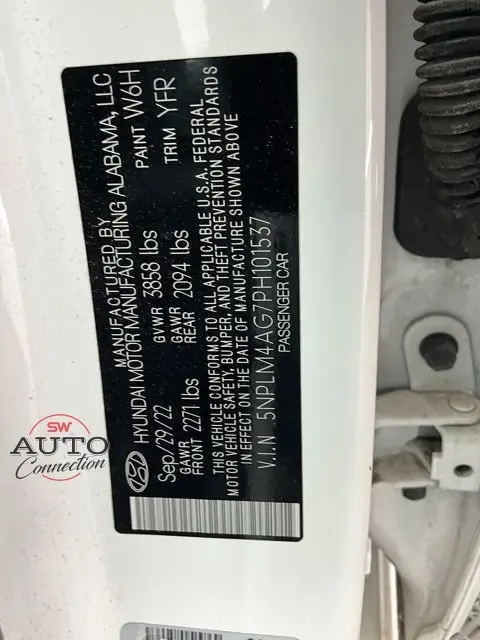 MANUFACTURED BY
HYUNDAI MOTOR MANUFACTURING ALABAMA, LLC
Sep/29/22 GVWR 3858 lbs PAINT W6H
GAWR FRONT 2271 lbs GAWR REAR 2094 lbs TRIM YFR
THIS VEHICLE CONFORMS TO ALL APPLICABLE U.S.A. FEDERAL
MOTOR VEHICLE SAFETY, BUMPER, AND THEFT PREVENTION STANDARDS
IN EFFECT ON THE DATE OF MANUFACTURE SHOWN ABOVE
V.I.N 5NPLM4AG7PH101537
PASSENGER CAR
SW
AUTO
Connection